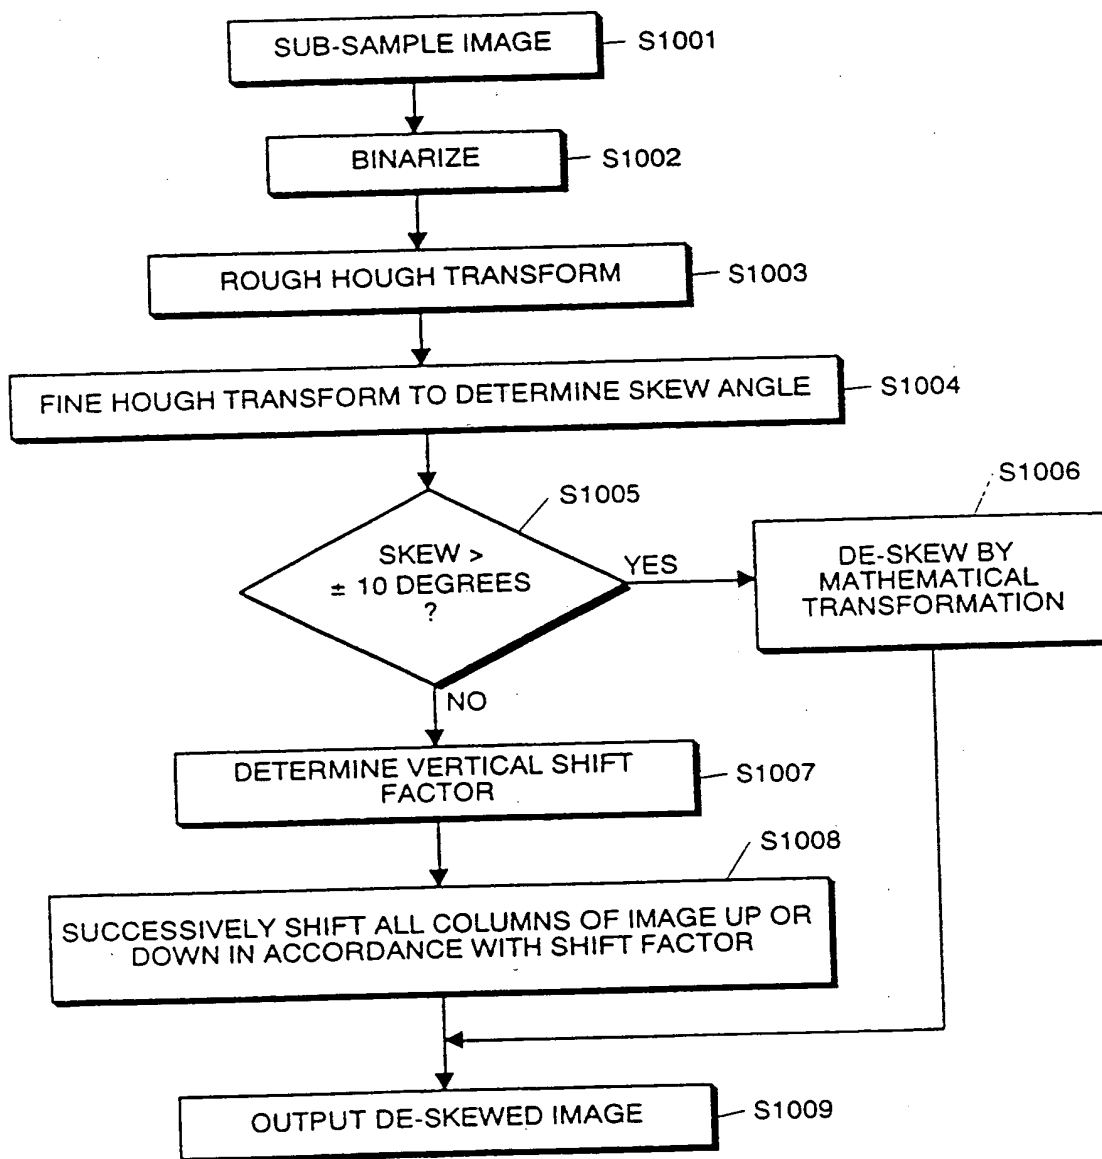 SUB-SAMPLE IMAGE
S1001
BINARIZE
S1002
ROUGH HOUGH TRANSFORM
S1003
FINE HOUGH TRANSFORM TO DETERMINE SKEW ANGLE
S1004
S1005
SKEW >
± 10 DEGREES
?
YES
NO
S1006
DE-SKEW BY
MATHEMATICAL
TRANSFORMATION
DETERMINE VERTICAL SHIFT
FACTOR
S1007
S1008
SUCCESSIVELY SHIFT ALL COLUMNS OF IMAGE UP OR
DOWN IN ACCORDANCE WITH SHIFT FACTOR
OUTPUT DE-SKEWED IMAGE
S1009